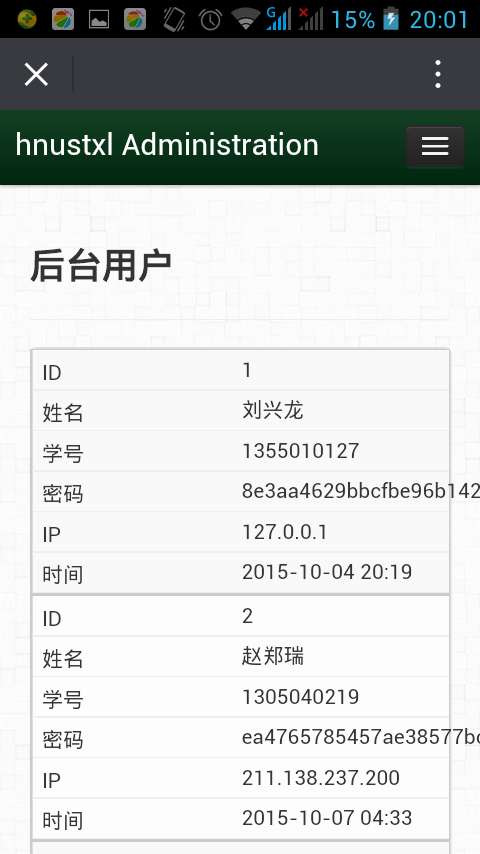 G 15% 20:01
hnustxl Administration
后台用户
ID 1
姓名 刘兴龙
学号 1355010127
密码 8e3aa4629bbcfbe96b142
IP 127.0.0.1
时间 2015-10-04 20:19
ID 2
姓名 赵郑瑞
学号 1305040219
密码 ea4765785457ae38577b
IP 211.138.237.200
时间 2015-10-07 04:33